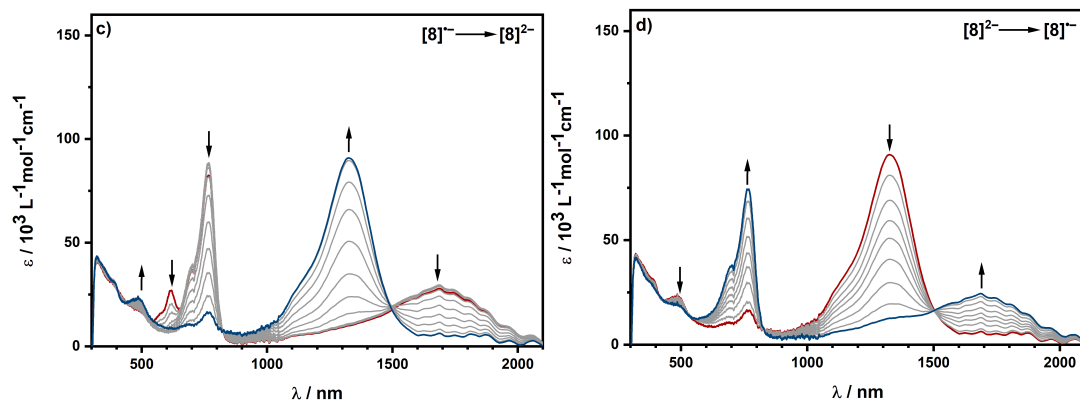 c)
[8]•− → [8]2−
150
100
50
0
ε / 10³ L⁻¹mol⁻¹cm⁻¹
500 1000 1500 2000
λ / nm
d)
[8]2− → [8]•−
150
100
50
0
ε / 10³ L⁻¹mol⁻¹cm⁻¹
500 1000 1500 2000
λ / nm